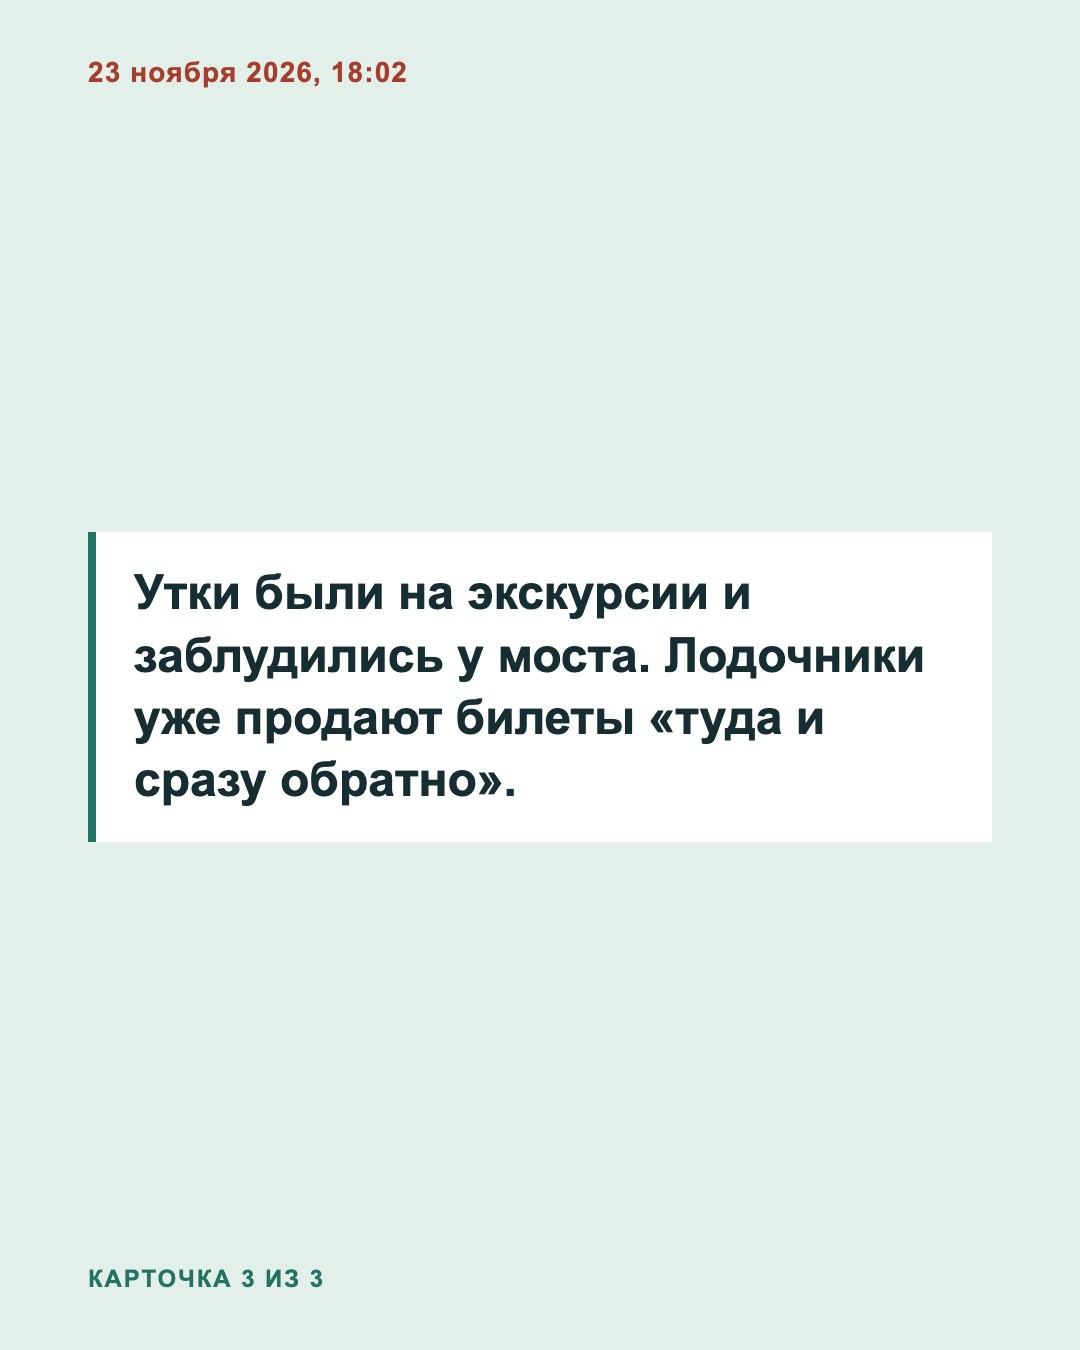 23 ноября 2026, 18:02
Утки были на экскурсии и
заблудились у моста. Лодочники
уже продают билеты «туда и
сразу обратно».
КАРТОЧКА 3 ИЗ 3